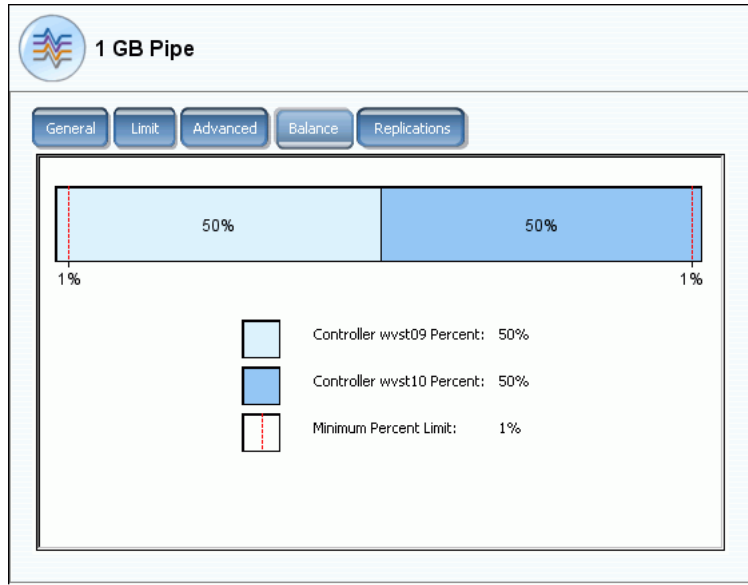 1 GB Pipe
General Limit Advanced Balance Replications
50% 50%
1% 1%
Controller wvst09 Percent: 50%
Controller wvst10 Percent: 50%
Minimum Percent Limit: 1%